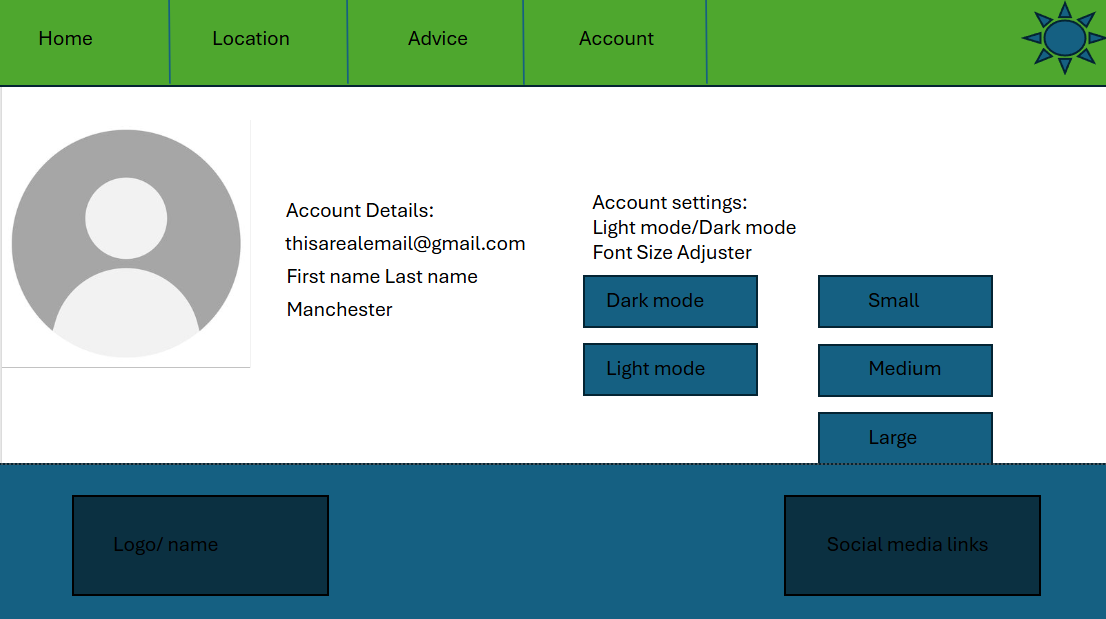 Home
Location
Advice
Account
Account Details:
thisarealemail@gmail.com
First name Last name
Manchester
Account settings:
Light mode/Dark mode
Font Size Adjuster
Dark mode
Small
Light mode
Medium
Large
Logo/ name
Social media links